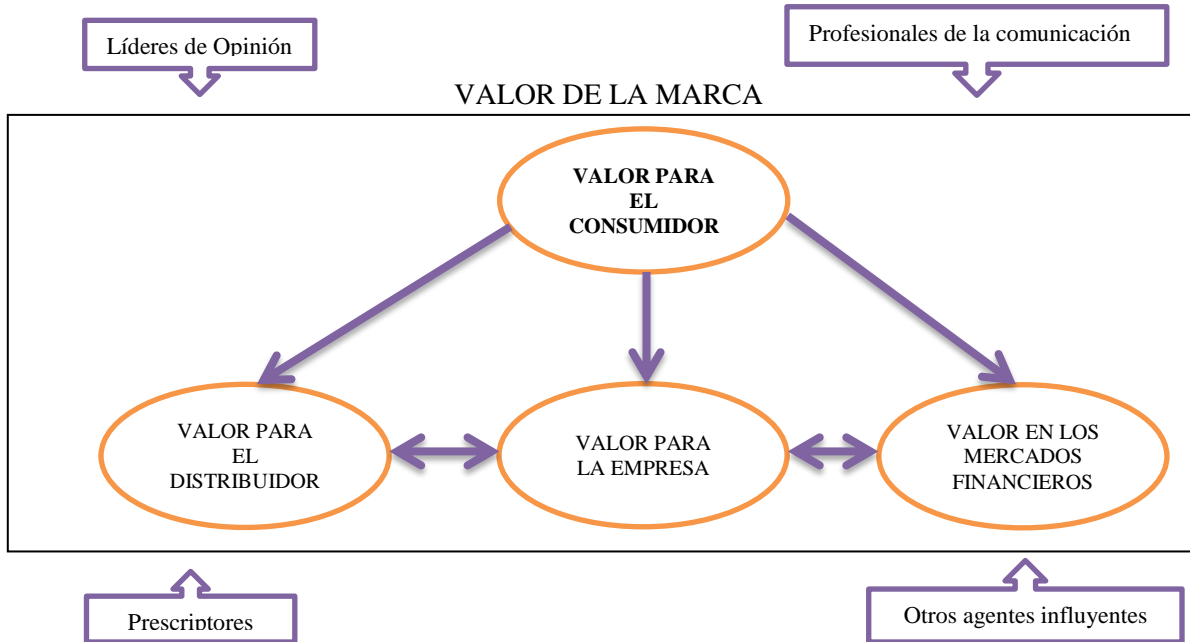 Líderes de Opinión
Profesionales de la comunicación
VALOR DE LA MARCA
VALOR PARA
EL
CONSUMIDOR
VALOR PARA
EL
DISTRIBUIDOR
VALOR PARA
LA EMPRESA
VALOR EN LOS
MERCADOS
FINANCIEROS
Prescriptores
Otros agentes influyentes